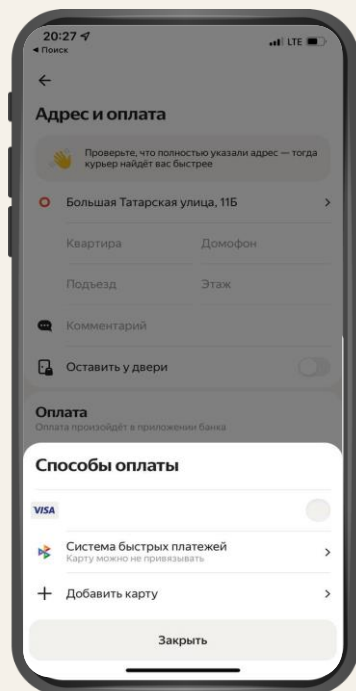 20:27
LTE
◀ Поиск
Адрес и оплата
Проверьте, что полностью указали адрес — тогда
курьер найдёт вас быстрее
Большая Татарская улица, 11Б
Квартира Домофон
Подъезд Этаж
Комментарий
Оставить у двери
Оплата
Оплата произойдёт в приложении банка
Способы оплаты
VISA
Система быстрых платежей
Карту можно не привязывать
Добавить карту
Закрыть